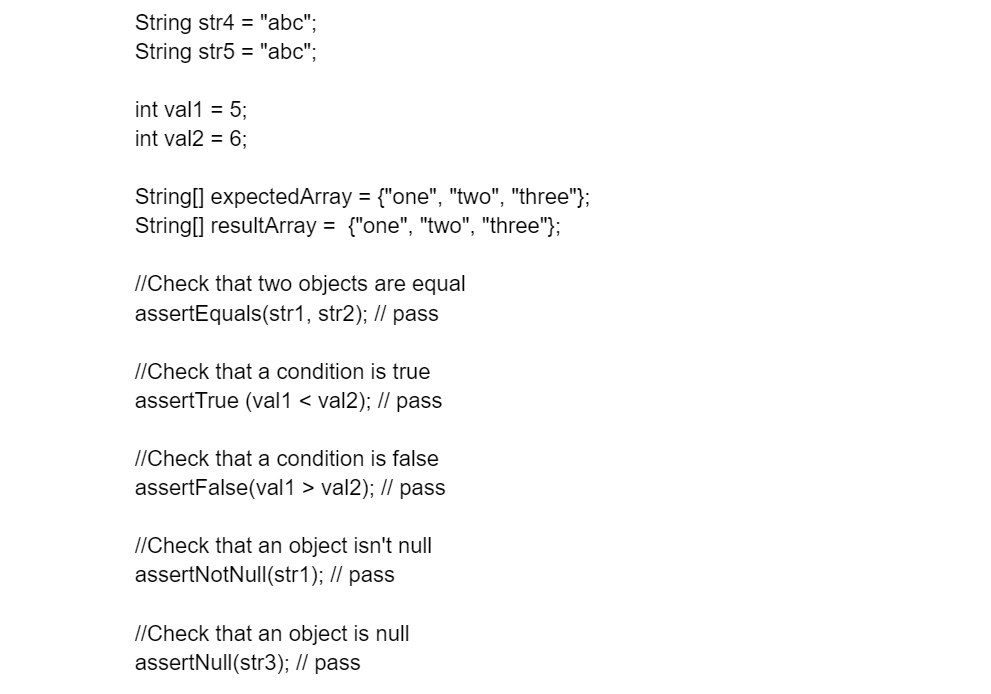 String str4 = "abc";
String str5 = "abc";
int val1 = 5;
int val2 = 6;
String[] expectedArray = {"one", "two", "three"};
String[] resultArray =  {"one", "two", "three"};
//Check that two objects are equal
assertEquals(str1, str2); // pass
//Check that a condition is true
assertTrue (val1 < val2); // pass
//Check that a condition is false
assertFalse(val1 > val2); // pass
//Check that an object isn't null
assertNotNull(str1); // pass
//Check that an object is null
assertNull(str3); // pass